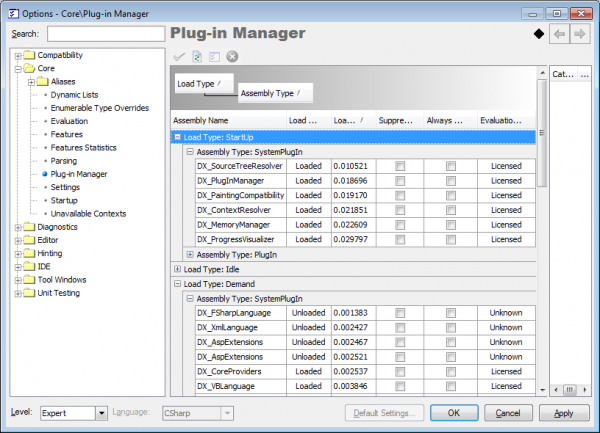 Options - Core\Plug-in Manager
Search:
Compatibility
Core
Aliases
Dynamic Lists
Enumerable Type Overrides
Evaluation
Features
Features Statistics
Parsing
Plug-in Manager
Settings
Startup
Unavailable Contexts
Diagnostics
Editor
Hinting
IDE
Tool Windows
Unit Testing
Plug-in Manager
Load Type
Assembly Type
Assembly Name Load ... Loa... Suppre... Always ... Evaluatio...
Load Type: StartUp
Assembly Type: SystemPlugIn
DX_SourceTreeResolver Loaded 0.010521 Licensed
DX_PlugInManager Loaded 0.018696 Licensed
DX_PaintingCompatibility Loaded 0.019170 Licensed
DX_ContextResolver Loaded 0.021851 Licensed
DX_MemoryManager Loaded 0.022609 Licensed
DX_ProgressVisualizer Loaded 0.029797 Licensed
Assembly Type: PlugIn
Load Type: Idle
Load Type: Demand
Assembly Type: SystemPlugIn
DX_FSharpLanguage Unloaded 0.001383 Unknown
DX_XmlLanguage Unloaded 0.002427 Unknown
DX_AspExtensions Unloaded 0.002467 Unknown
DX_AspExtensions Unloaded 0.002521 Unknown
DX_CoreProviders Loaded 0.002537 Licensed
DX_VBLanguage Loaded 0.003846 Licensed
Cat... ...
Level: Expert Language: CSharp Default Settings... OK Cancel Apply